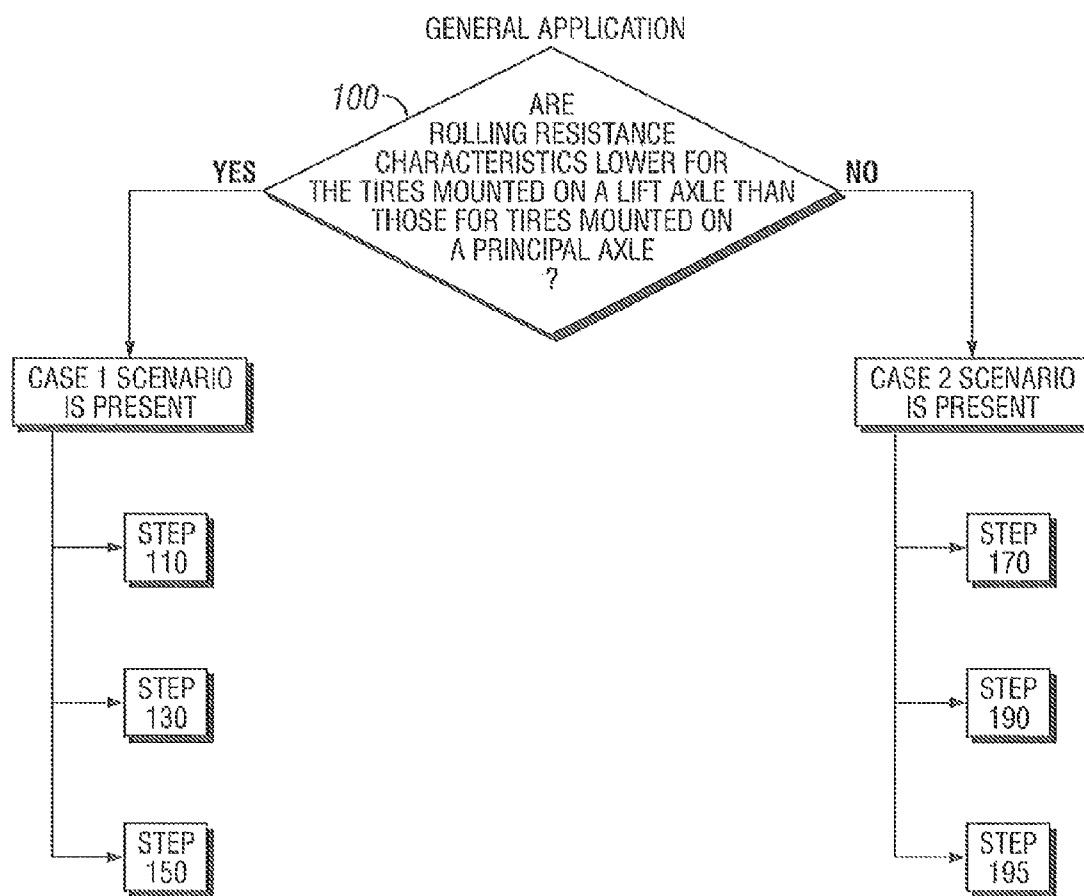 GENERAL APPLICATION
100
ARE
ROLLING RESISTANCE
CHARACTERISTICS LOWER FOR
THE TIRES MOUNTED ON A LIFT AXLE THAN
THOSE FOR TIRES MOUNTED ON
A PRINCIPAL AXLE
?
YES
NO
CASE 1 SCENARIO
IS PRESENT
STEP
110
STEP
130
STEP
150
CASE 2 SCENARIO
IS PRESENT
STEP
170
STEP
190
STEP
195